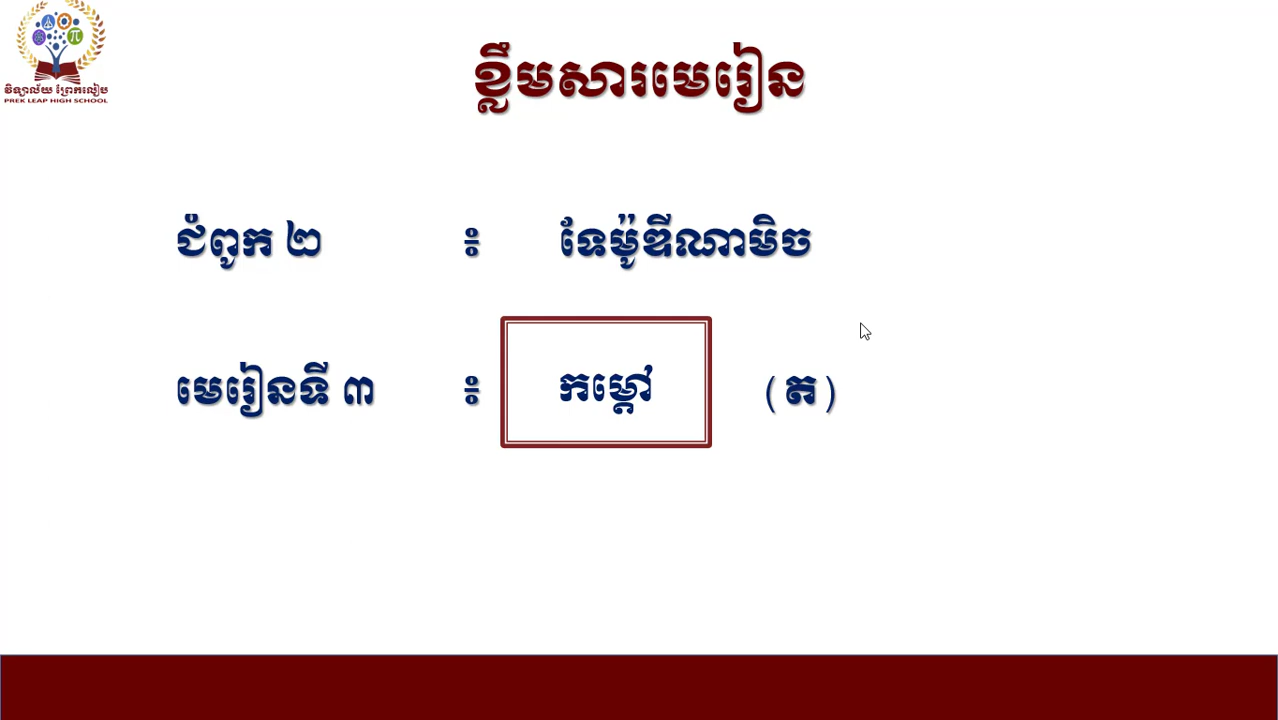 វិទ្យាល័យ ព្រែកលៀប
PREK LEAP HIGH SCHOOL
ខ្លឹមសារមេរៀន
ជំពូក ២ ៖ ទែម៉ូឌីណាមិច
មេរៀនទី ៣ ៖ កម្ដៅ (ត)